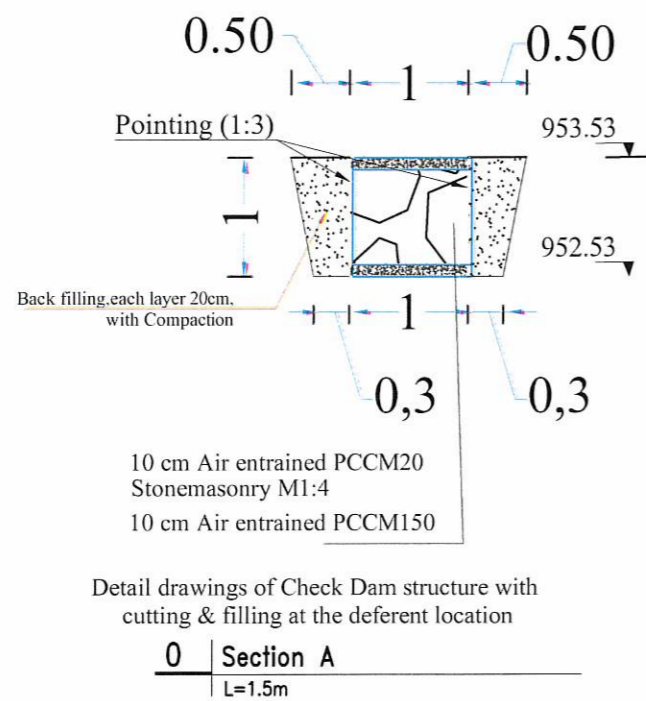 0.50
1
0.50
Pointing (1:3)
953.53
1
952.53
Back filling,each layer 20cm,
with Compaction
1
0,3
0,3
10 cm Air entrained PCCM20
Stonemasonry M1:4
10 cm Air entrained PCCM150
Detail drawings of Check Dam structure with
cutting & filling at the deferent location
0 Section A
L=1.5m